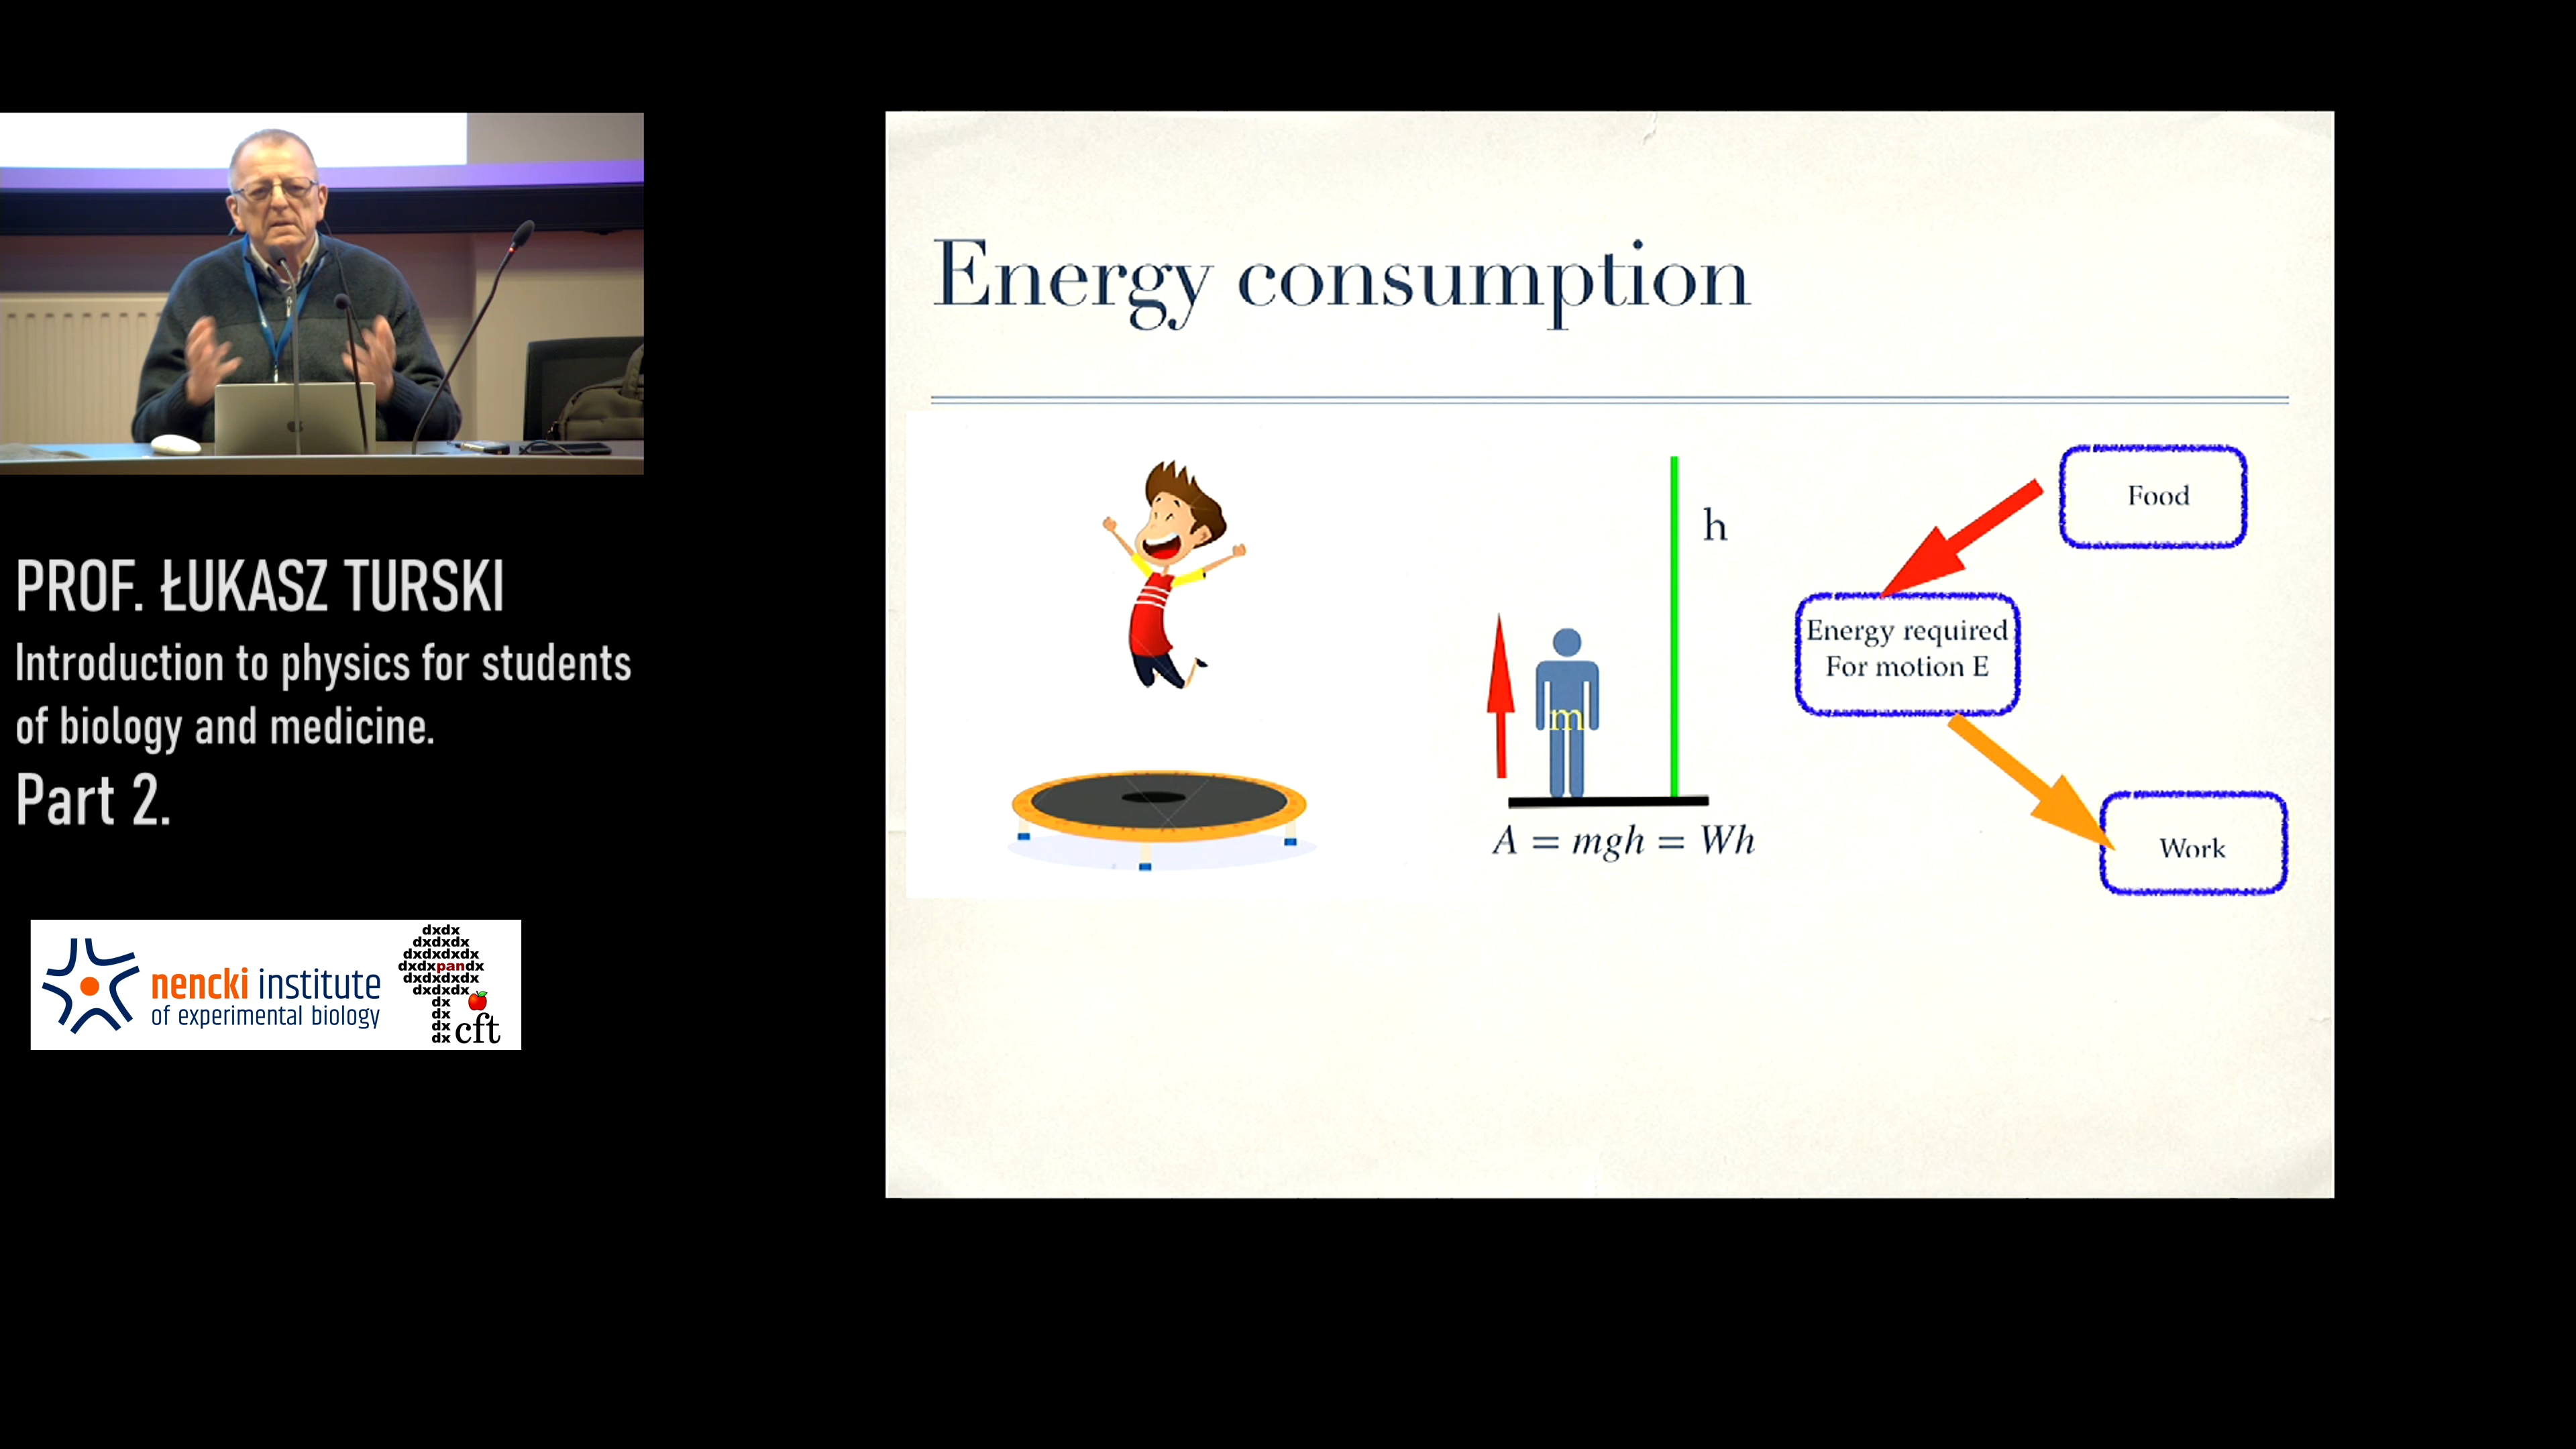 PROF. ŁUKASZ TURSKI
Introduction to physics for students
of biology and medicine.
Part 2.
nencki institute
of experimental biology
dxdx
dxdxdx
dxdxdxdx
dxdxpandx
dxdxdxdx
dxdxdx
dx
dx
dx
dx cft
Energy consumption
h
m
A = mgh = Wh
Food
Energy required
For motion E
Work